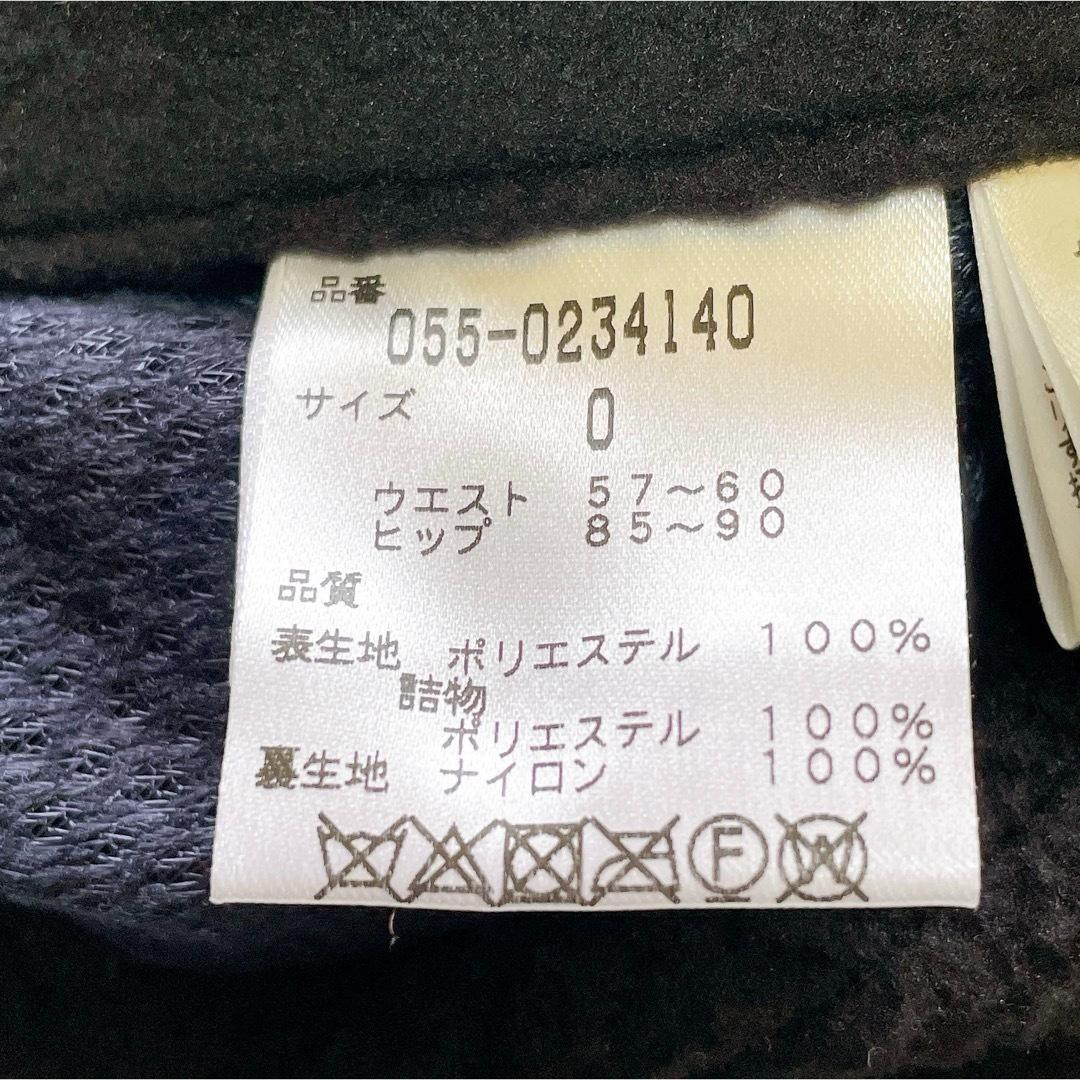 品番
055-0234140
サイズ 0
ウエスト 57～60
ヒップ 85～90
品質
表生地 ポリエステル 100%
詰物
ポリエステル 100%
裏生地 ナイロン 100%
F W